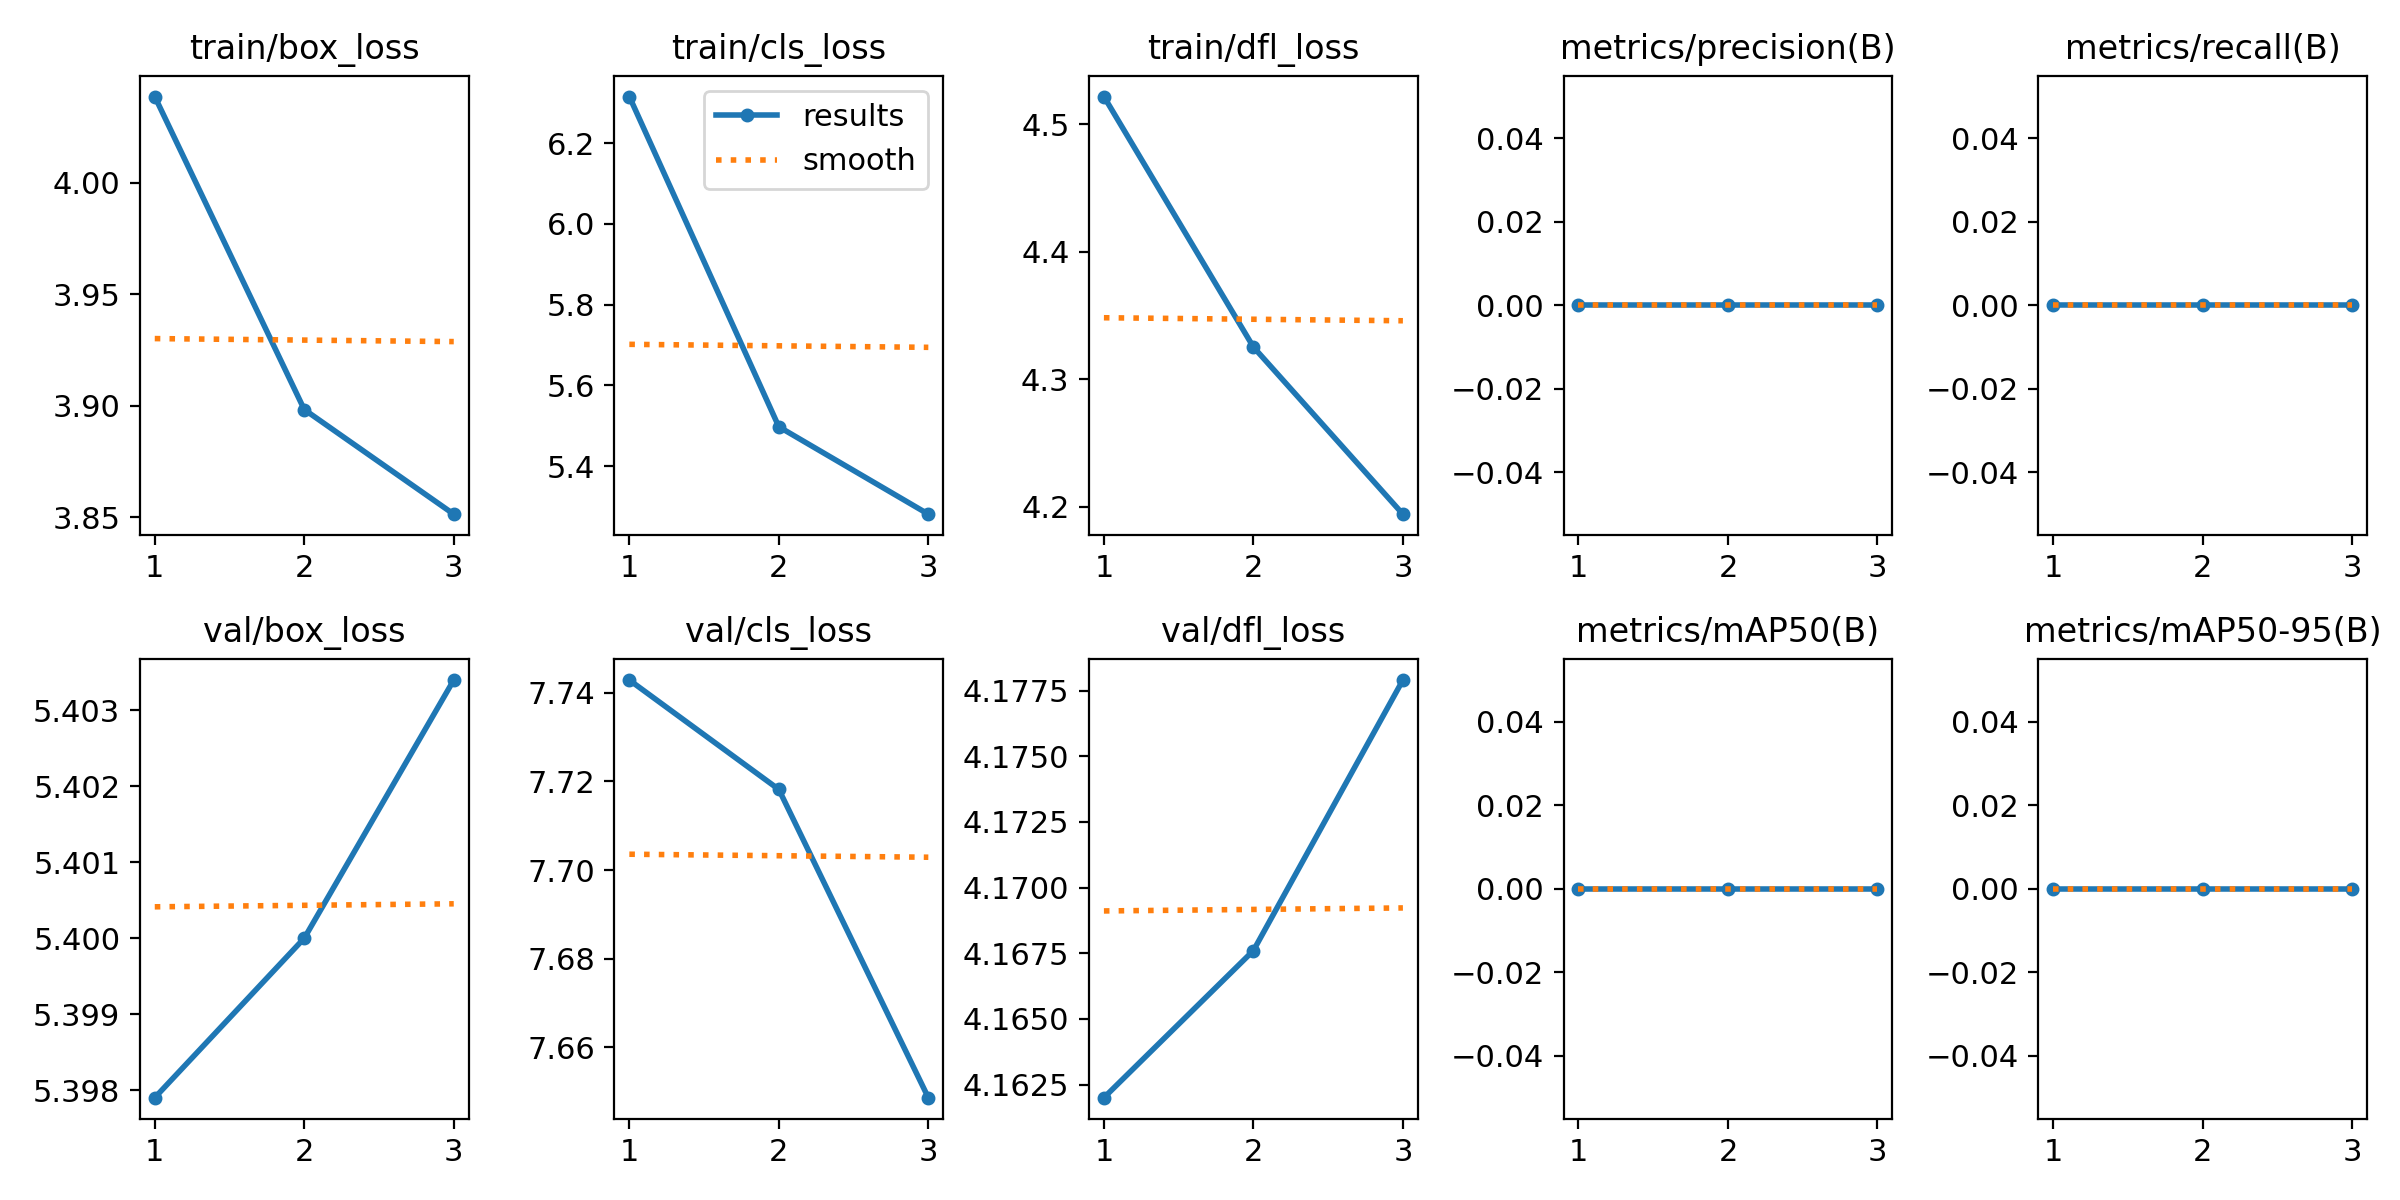 train/box_loss
4.00
3.95
3.90
3.85
1 2 3
train/cls_loss
results
smooth
6.2
6.0
5.8
5.6
5.4
1 2 3
train/dfl_loss
4.5
4.4
4.3
4.2
1 2 3
metrics/precision(B)
0.04
0.02
0.00
−0.02
−0.04
1 2 3
metrics/recall(B)
0.04
0.02
0.00
−0.02
−0.04
1 2 3
val/box_loss
5.403
5.402
5.401
5.400
5.399
5.398
1 2 3
val/cls_loss
7.74
7.72
7.70
7.68
7.66
1 2 3
val/dfl_loss
4.1775
4.1750
4.1725
4.1700
4.1675
4.1650
4.1625
1 2 3
metrics/mAP50(B)
0.04
0.02
0.00
−0.02
−0.04
1 2 3
metrics/mAP50-95(B)
0.04
0.02
0.00
−0.02
−0.04
1 2 3